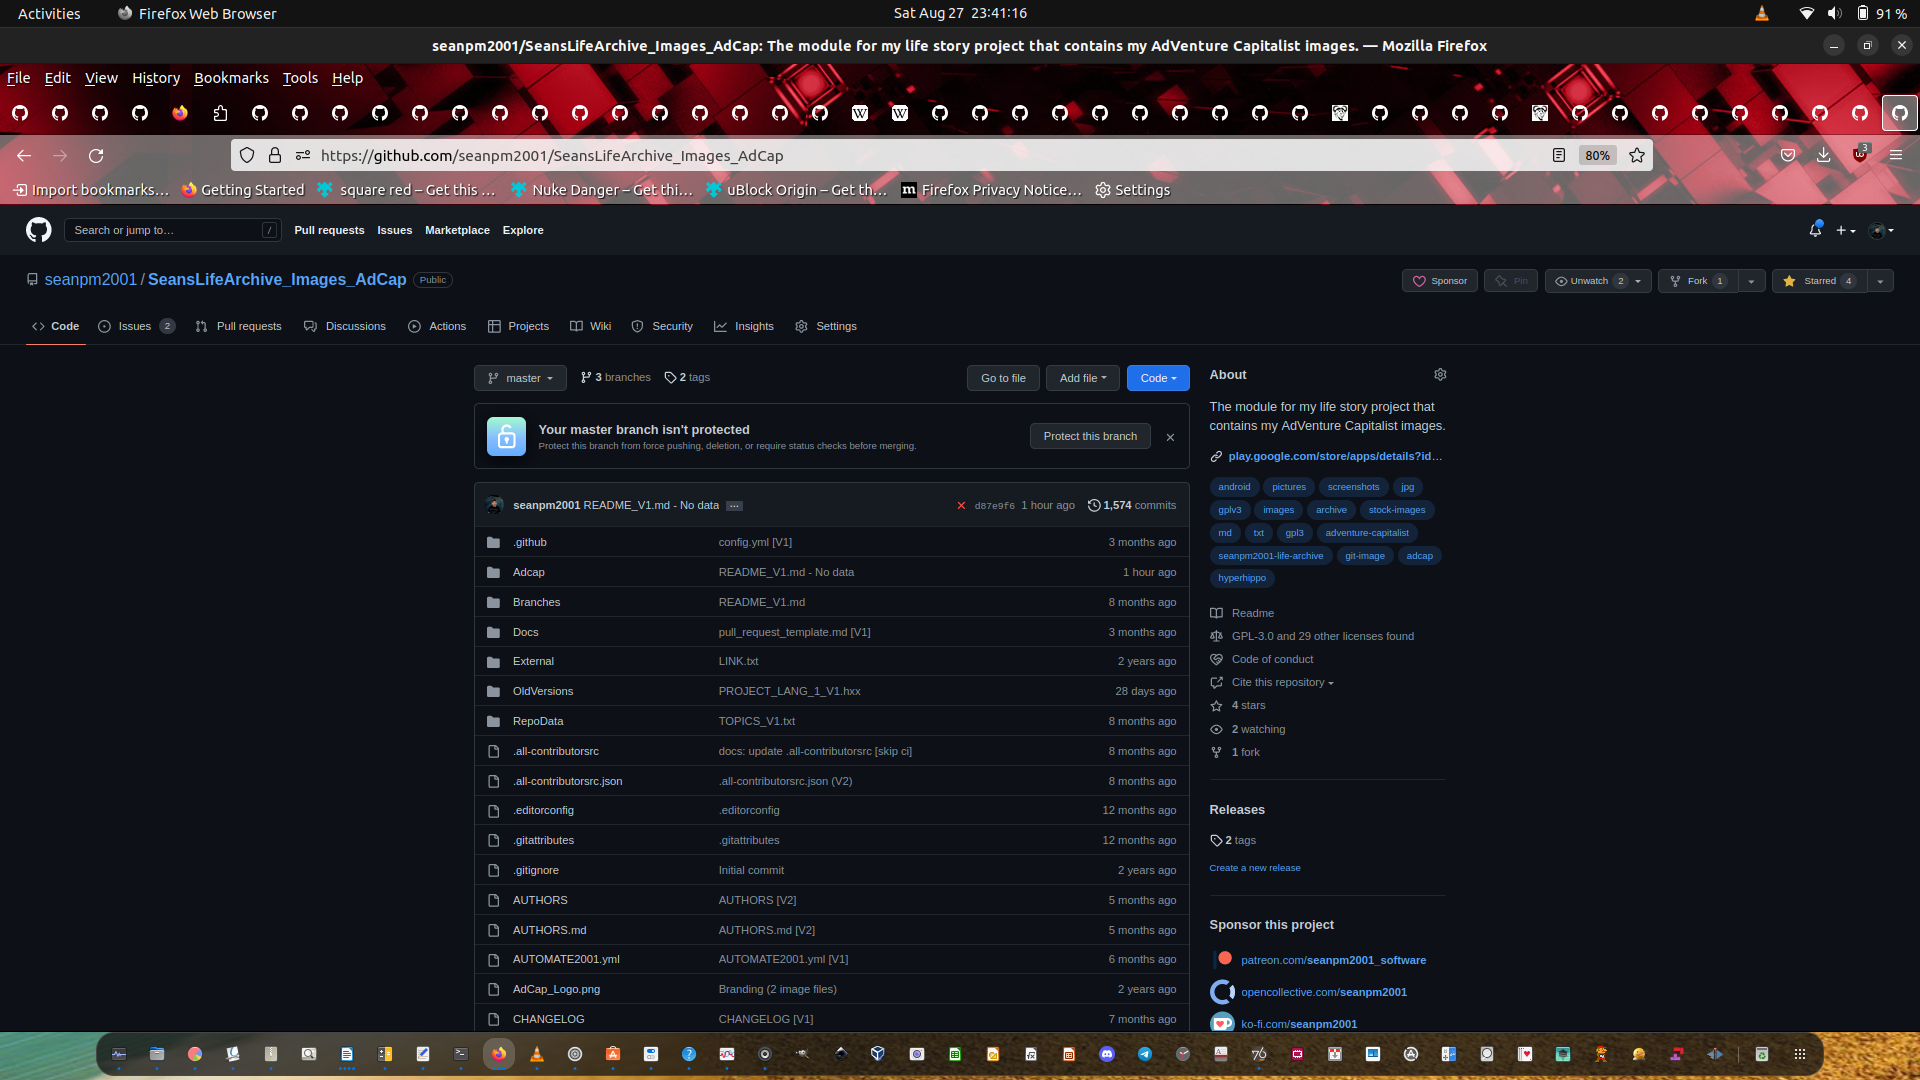 Activities Firefox Web Browser Sat Aug 27 23:41:16 91 %
seanpm2001/SeansLifeArchive_Images_AdCap: The module for my life story project that contains my AdVenture Capitalist images. — Mozilla Firefox
File Edit View History Bookmarks Tools Help
https://github.com/seanpm2001/SeansLifeArchive_Images_AdCap 80% 3
Import bookmarks… Getting Started square red – Get this … Nuke Danger – Get thi… uBlock Origin – Get th… Firefox Privacy Notice… Settings
Search or jump to… / Pull requests Issues Marketplace Explore
seanpm2001 / SeansLifeArchive_Images_AdCap Public Sponsor Pin Unwatch 2 Fork 1 Starred 4
Code Issues 2 Pull requests Discussions Actions Projects Wiki Security Insights Settings
master 3 branches 2 tags Go to file Add file Code
Your master branch isn't protected
Protect this branch from force pushing, deletion, or require status checks before merging.
Protect this branch
seanpm2001 README_V1.md - No data … d87e9f6 1 hour ago 1,574 commits
.github config.yml [V1] 3 months ago
Adcap README_V1.md - No data 1 hour ago
Branches README_V1.md 8 months ago
Docs pull_request_template.md [V1] 3 months ago
External LINK.txt 2 years ago
OldVersions PROJECT_LANG_1_V1.hxx 28 days ago
RepoData TOPICS_V1.txt 8 months ago
.all-contributorsrc docs: update .all-contributorsrc [skip ci] 8 months ago
.all-contributorsrc.json .all-contributorsrc.json (V2) 8 months ago
.editorconfig .editorconfig 12 months ago
.gitattributes .gitattributes 12 months ago
.gitignore Initial commit 2 years ago
AUTHORS AUTHORS [V2] 5 months ago
AUTHORS.md AUTHORS.md [V2] 5 months ago
AUTOMATE2001.yml AUTOMATE2001.yml [V1] 6 months ago
AdCap_Logo.png Branding (2 image files) 2 years ago
CHANGELOG CHANGELOG [V1] 7 months ago
About
The module for my life story project that
contains my AdVenture Capitalist images.
play.google.com/store/apps/details?id…
android pictures screenshots jpg
gplv3 images archive stock-images
md txt gpl3 adventure-capitalist
seanpm2001-life-archive git-image adcap
hyperhippo
Readme
GPL-3.0 and 29 other licenses found
Code of conduct
Cite this repository
4 stars
2 watching
1 fork
Releases
2 tags
Create a new release
Sponsor this project
patreon.com/seanpm2001_software
opencollective.com/seanpm2001
ko-fi.com/seanpm2001